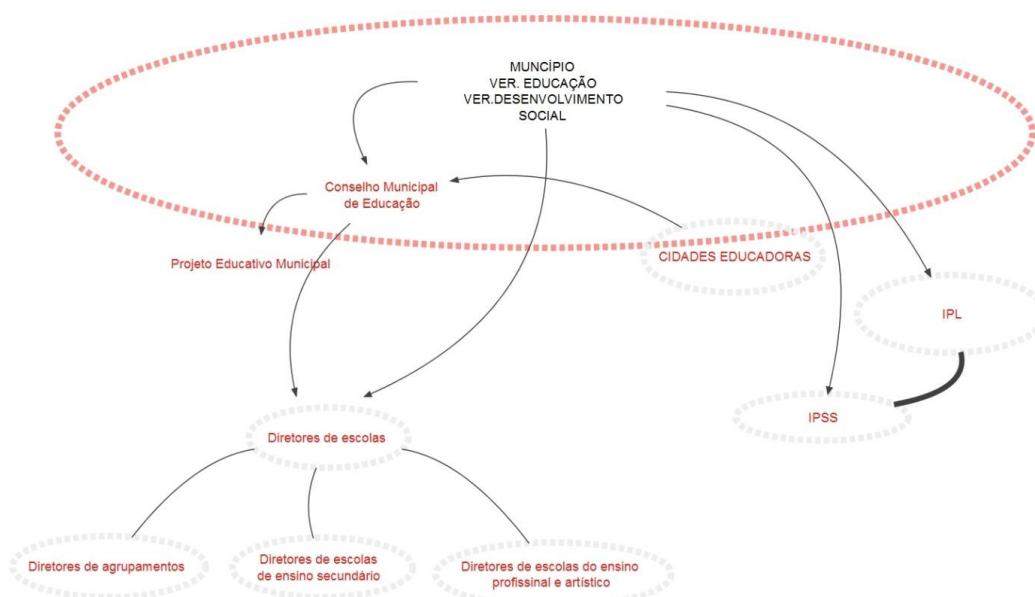 MUNCÍPIO
VER. EDUCAÇÃO
VER.DESENVOLVIMENTO
SOCIAL
Conselho Municipal
de Educação
Projeto Educativo Municipal
CIDADES EDUCADORAS
IPL
IPSS
Diretores de escolas
Diretores de agrupamentos
Diretores de escolas
de ensino secundário
Diretores de escolas do ensino
profissinal e artístico